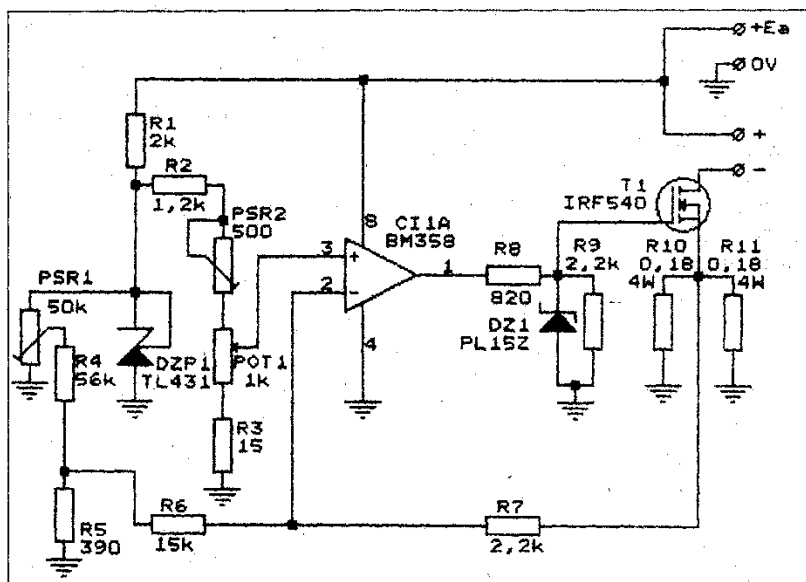 +Ea
0V
+
-
R1
2k
R2
1,2k
PSR2
500
8
CI1A
BM358
T1
IRF540
3
+
2
-
1
4
R8
820
R9
2,2k
R10
0,18
4W
R11
0,18
4W
DZ1
PL15Z
PSR1
50k
R4
56k
DZP1
TL431
POT1
1k
R3
15
R5
390
R6
15k
R7
2,2k